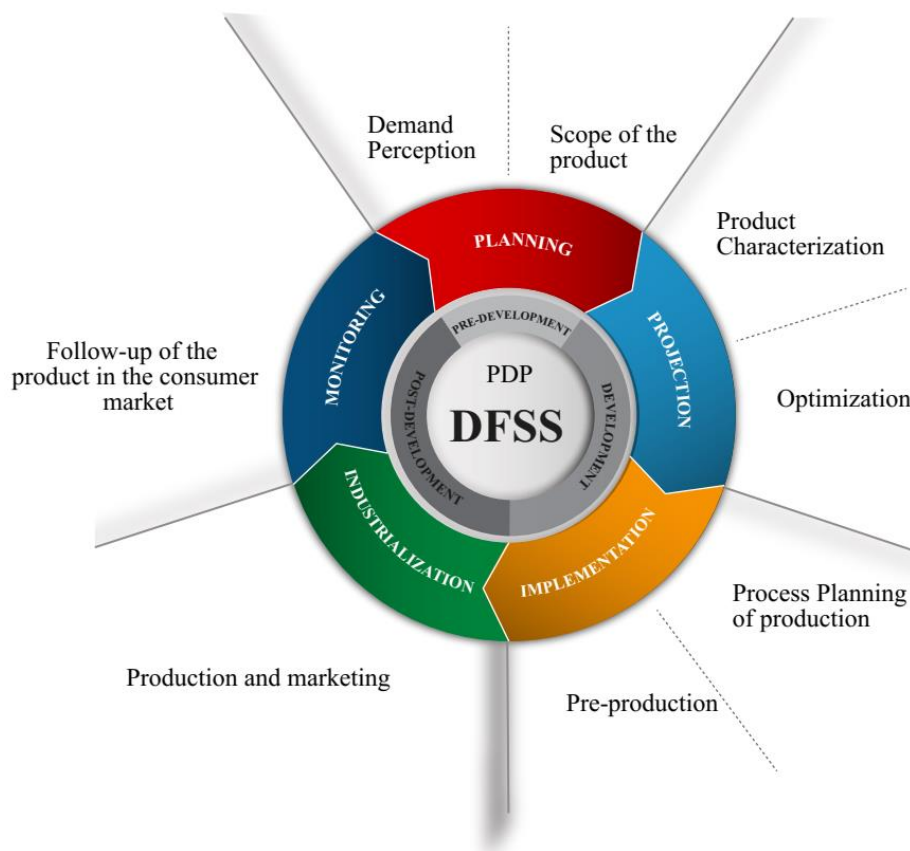 Demand
Perception
Scope of the
product
Product
Characterization
Optimization
Process Planning
of production
Pre-production
Production and marketing
Follow-up of the
product in the consumer
market
PLANNING
PROJECTION
IMPLEMENTATION
INDUSTRIALIZATION
MONITORING
PRE-DEVELOPMENT
DEVELOPMENT
POST-DEVELOPMENT
PDP
DFSS